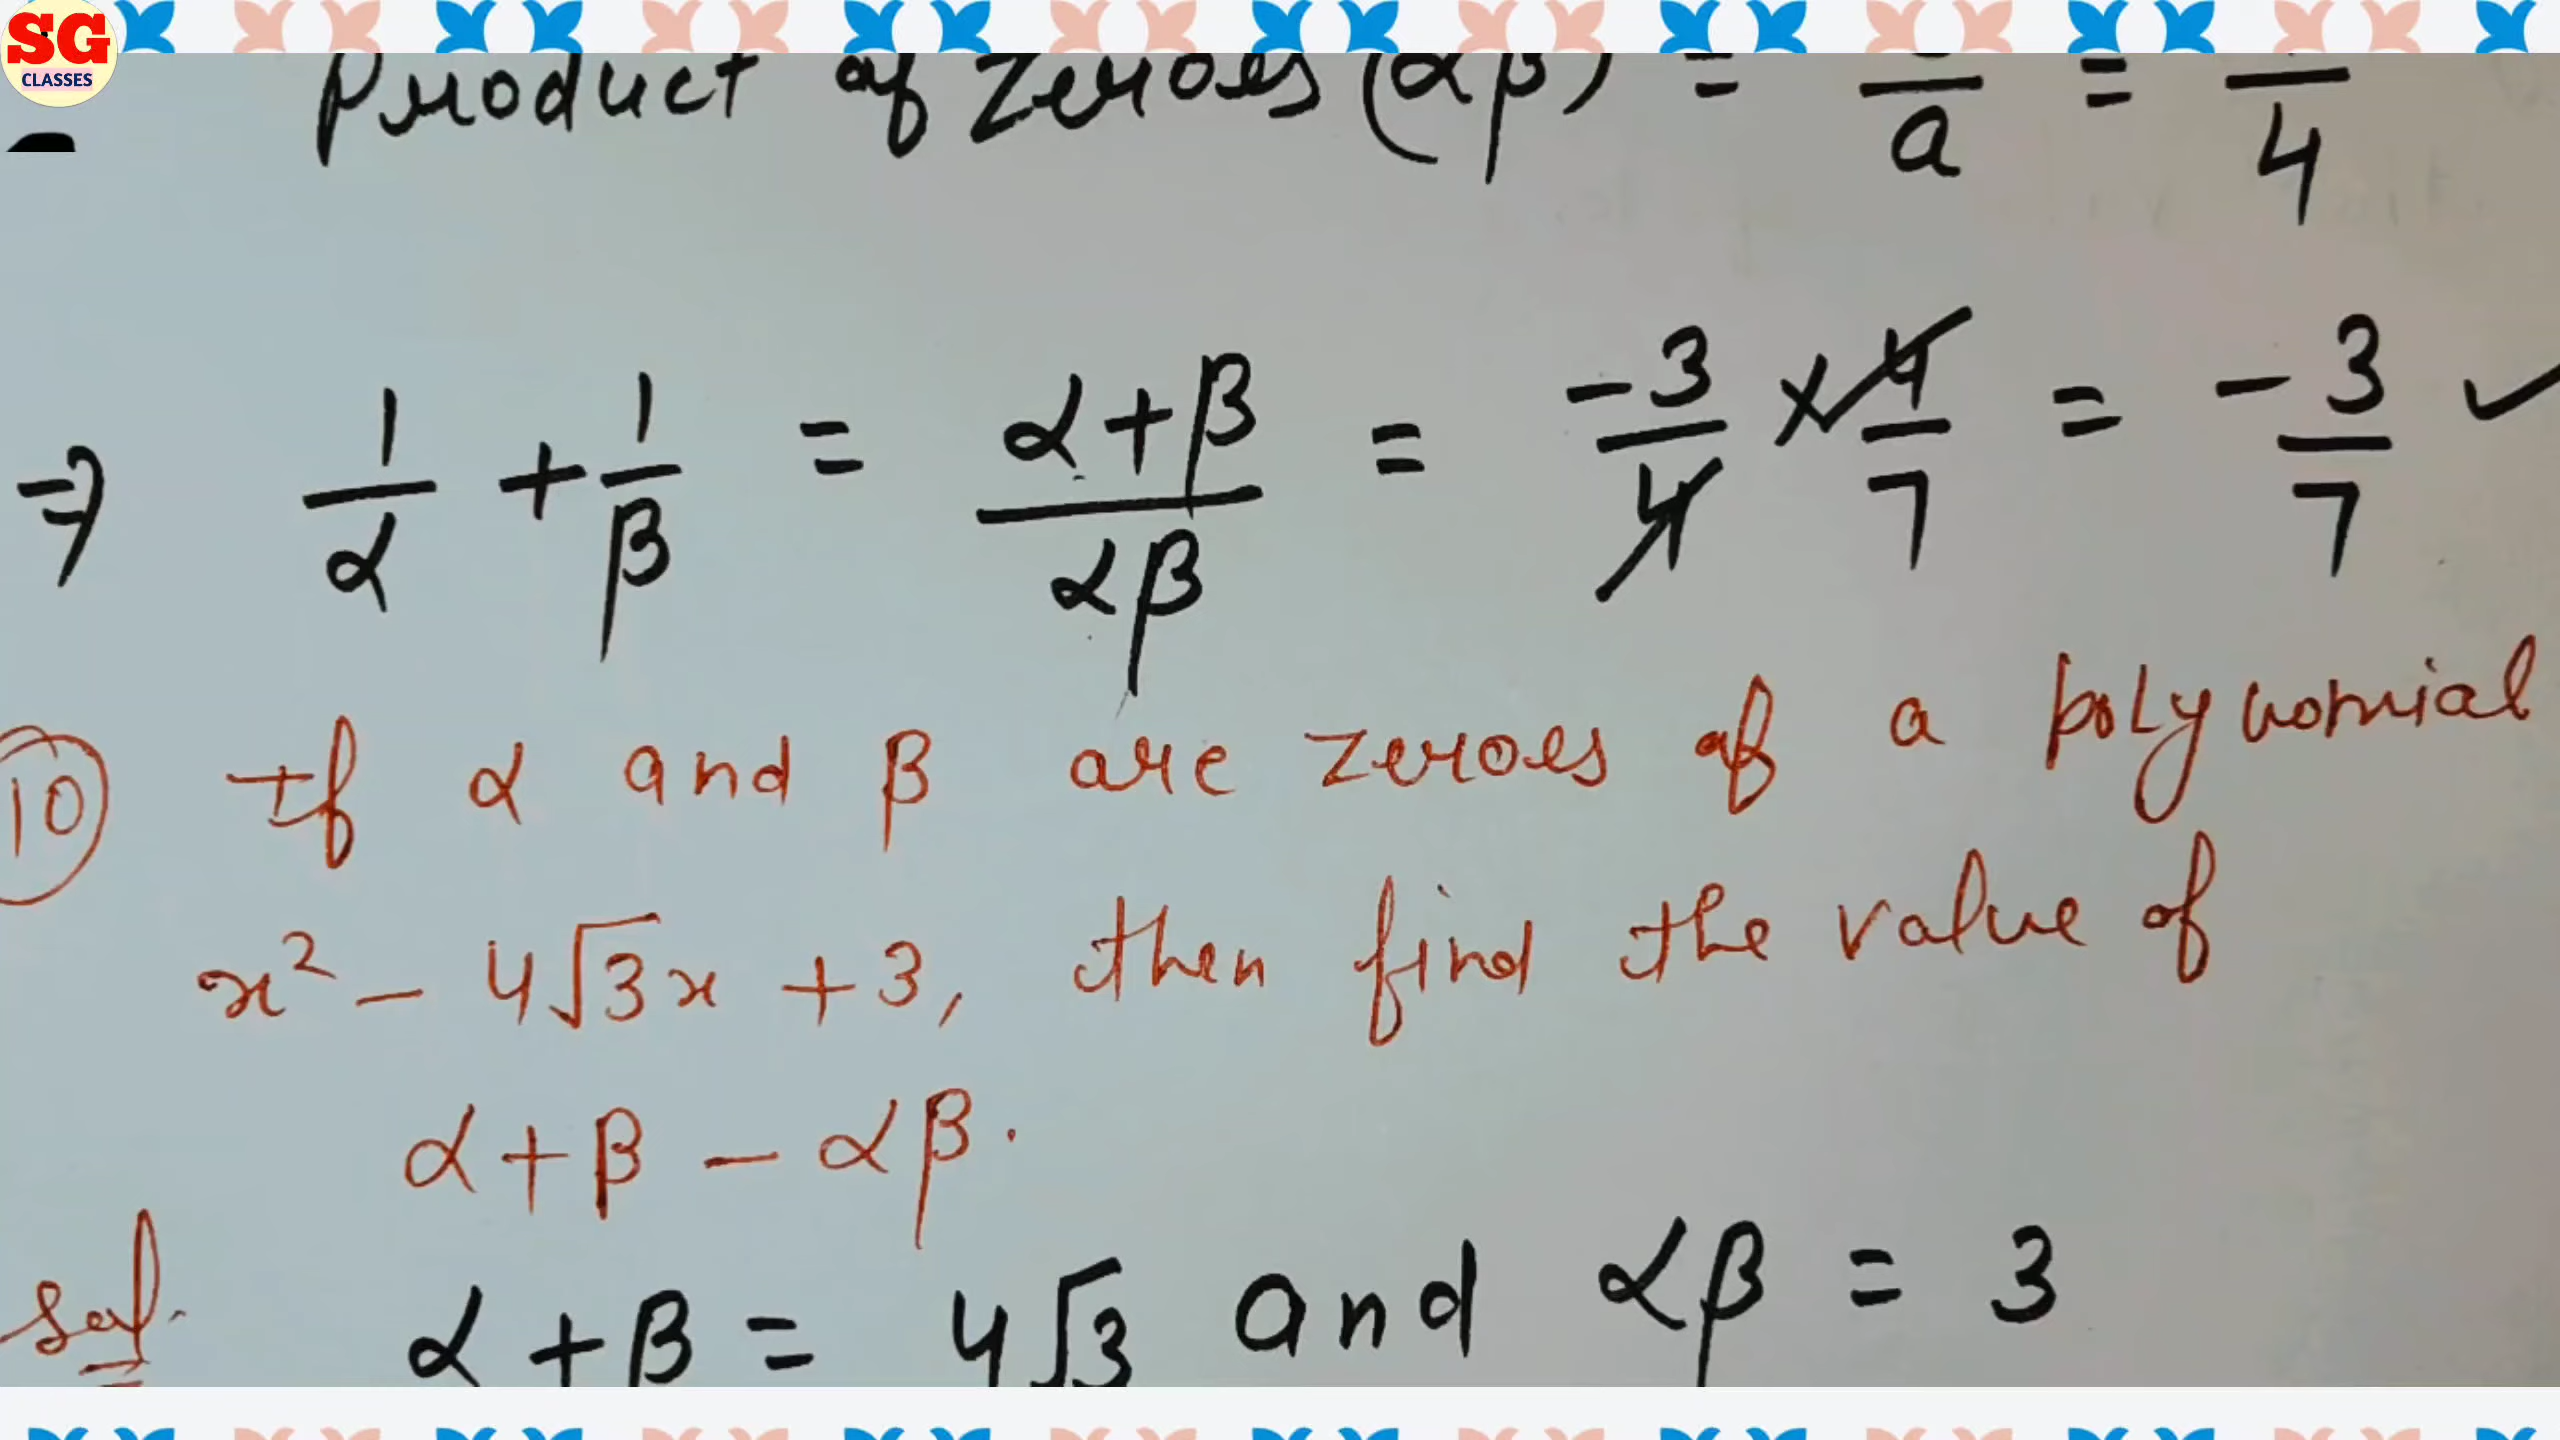 SG
CLASSES
Product of zeroes (αβ) = /a = /4
⇒ 1/α + 1/β = α+β/αβ = -3/4 × 4/7 = -3/7 ✓
10 If α and β are zeroes of a polynomial
x² - 4√3x + 3, then find the value of
α + β - αβ.
Sol. α + β = 4√3 and αβ = 3